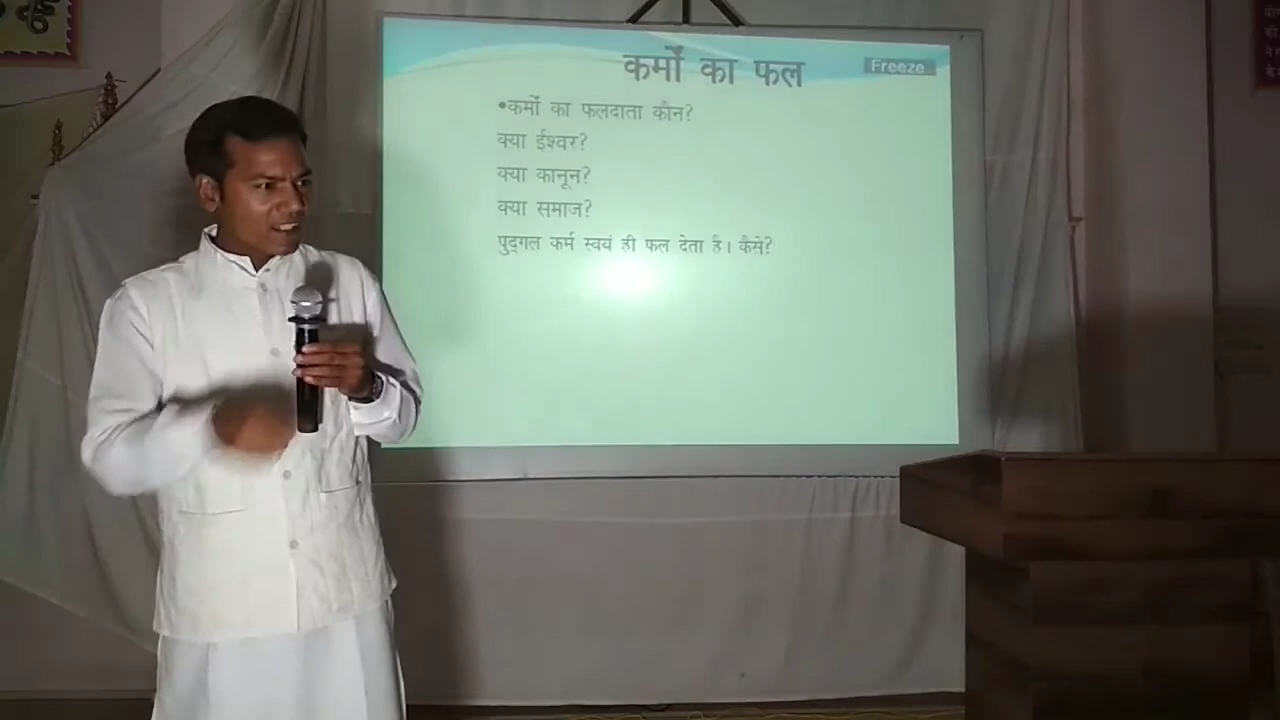 कर्मों का फल
Freeze
•कर्मों का फलदाता कौन?
क्या ईश्वर?
क्या कानून?
क्या समाज?
पुद्गल कर्म स्वयं ही फल देता है। कैसे?